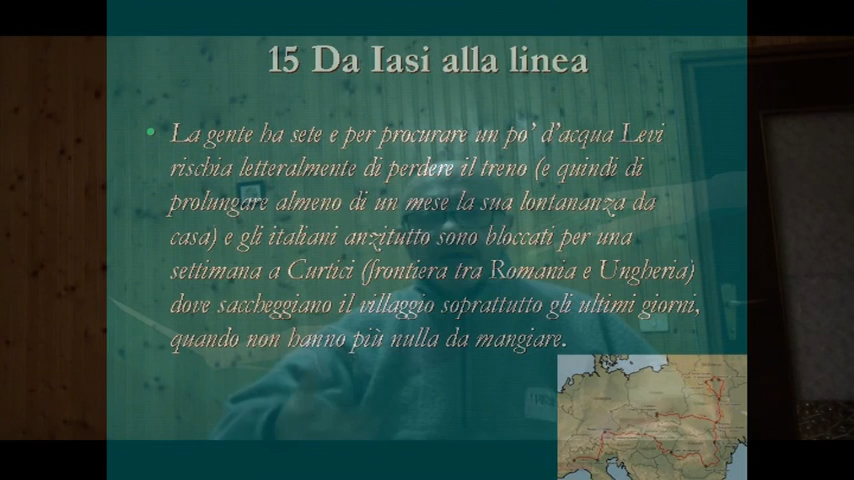 15 Da Iasi alla linea
• La gente ha sete e per procurare un po' d'acqua Levi
rischia letteralmente di perdere il treno (e quindi di
prolungare almeno di un mese la sua lontananza da
casa) e gli italiani anzitutto sono bloccati per una
settimana a Curtici (frontiera tra Romania e Ungheria)
dove saccheggiano il villaggio soprattutto gli ultimi giorni,
quando non hanno più nulla da mangiare.